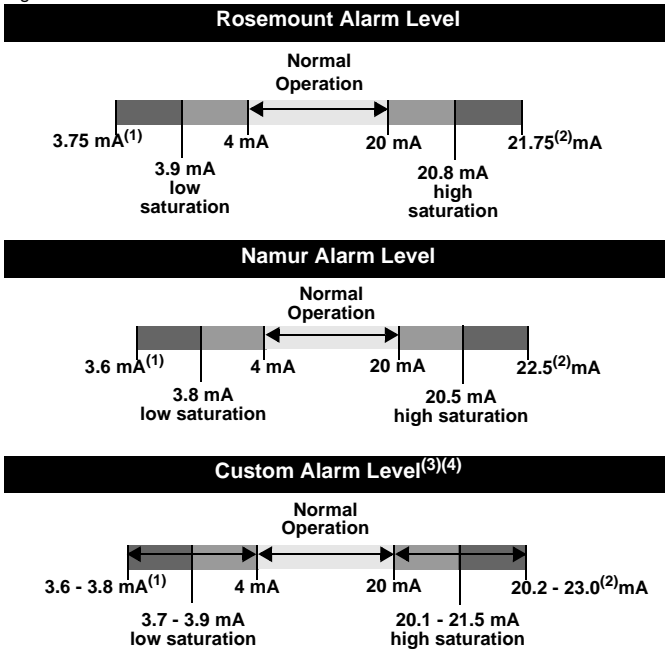 Rosemount Alarm Level
Normal
Operation
3.75 mA(1)
4 mA
20 mA
21.75(2)mA
3.9 mA
low
saturation
20.8 mA
high
saturation
Namur Alarm Level
Normal
Operation
3.6 mA(1)
4 mA
20 mA
22.5(2)mA
3.8 mA
low saturation
20.5 mA
high saturation
Custom Alarm Level(3)(4)
Normal
Operation
3.6 - 3.8 mA(1)
4 mA
20 mA
20.2 - 23.0(2)mA
3.7 - 3.9 mA
low saturation
20.1 - 21.5 mA
high saturation